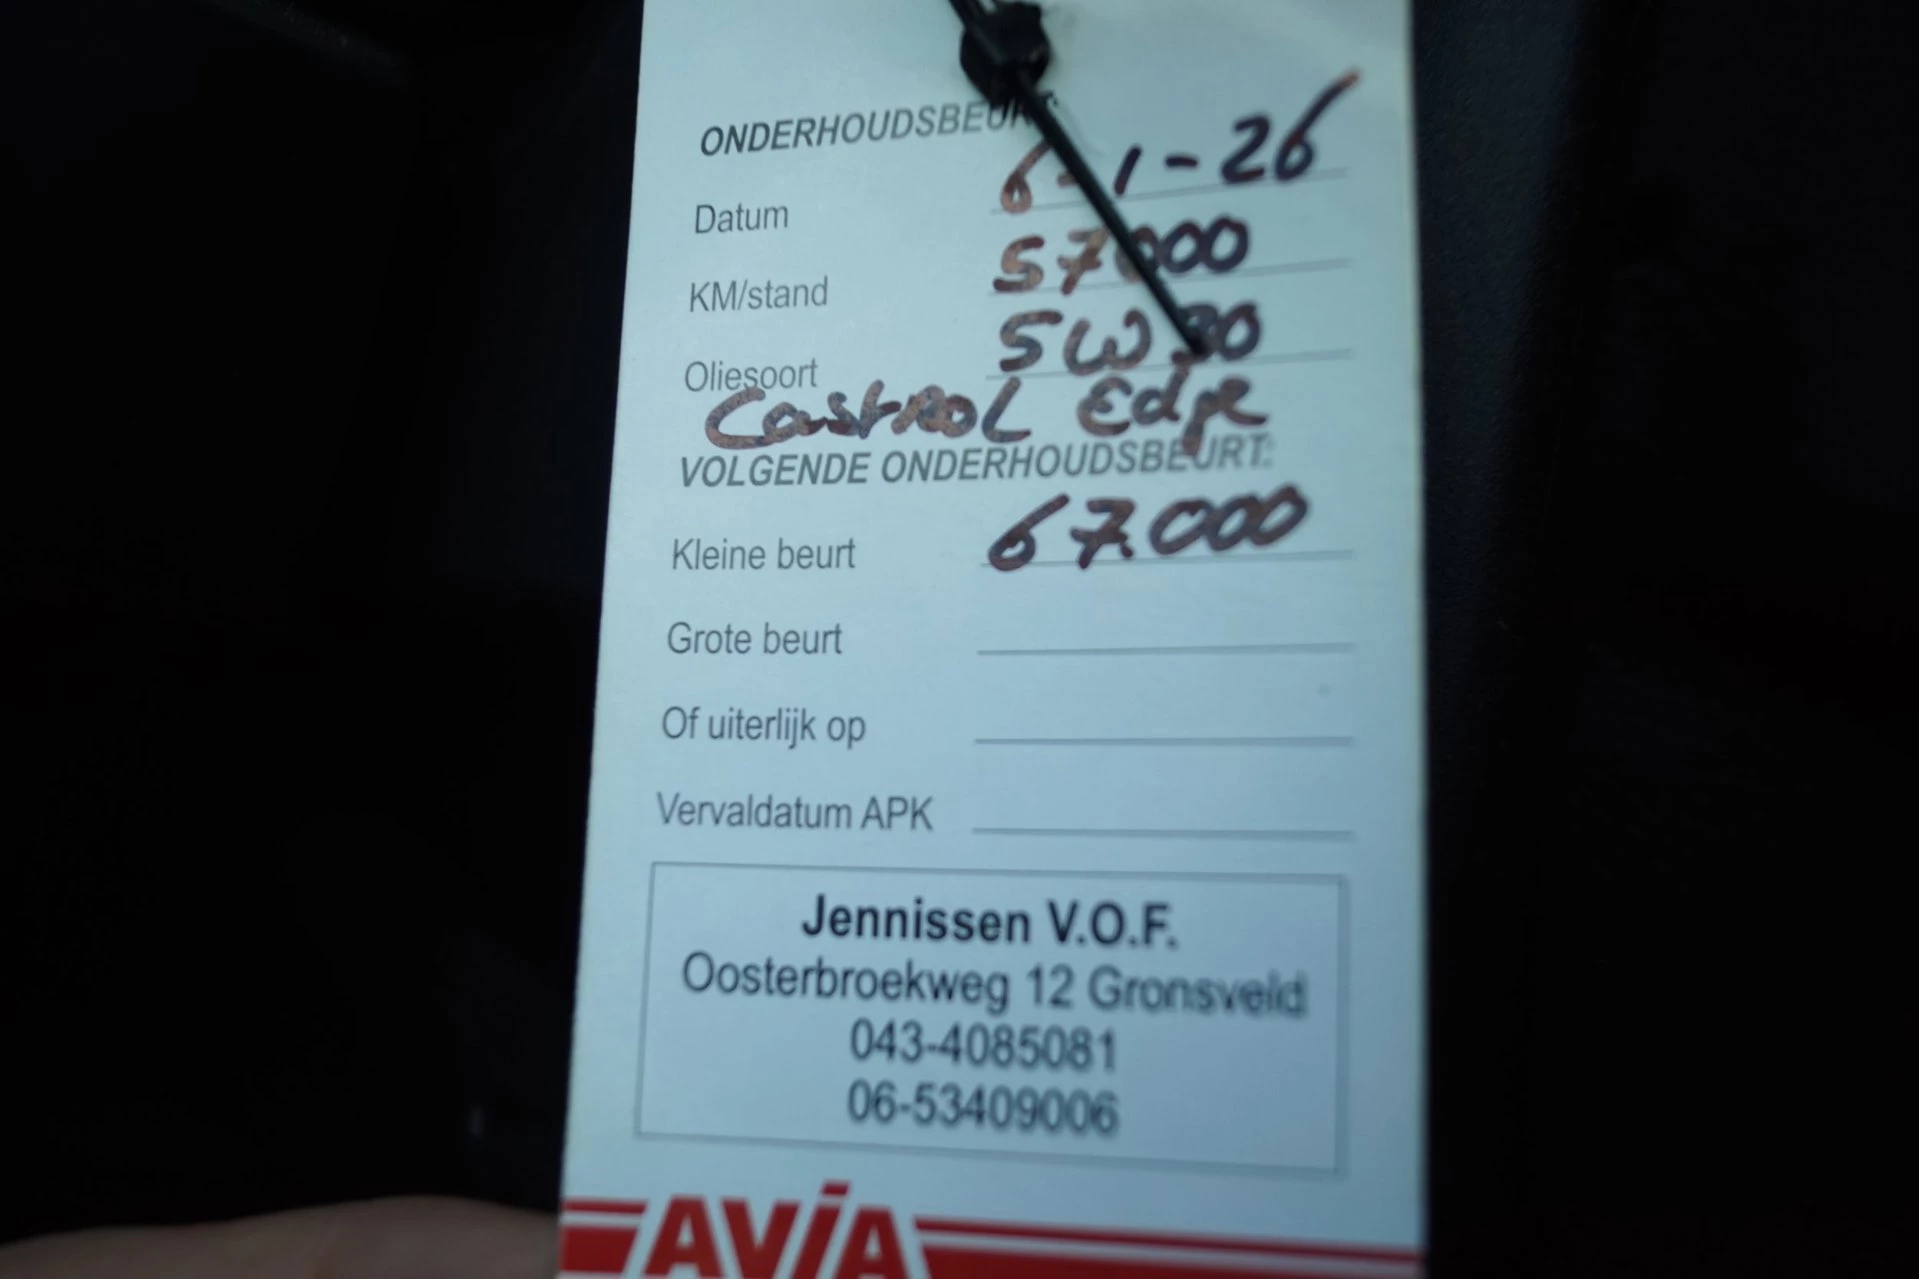 ONDERHOUDSBEURT:
Datum 6-1-26
KM/stand 57000
Oliesoort 5W30
Castrol Edge
VOLGENDE ONDERHOUDSBEURT:
Kleine beurt 67.000
Grote beurt
Of uiterlijk op
Vervaldatum APK
Jennissen V.O.F.
Oosterbroekweg 12 Gronsveld
043-4085081
06-53409006
AVIA